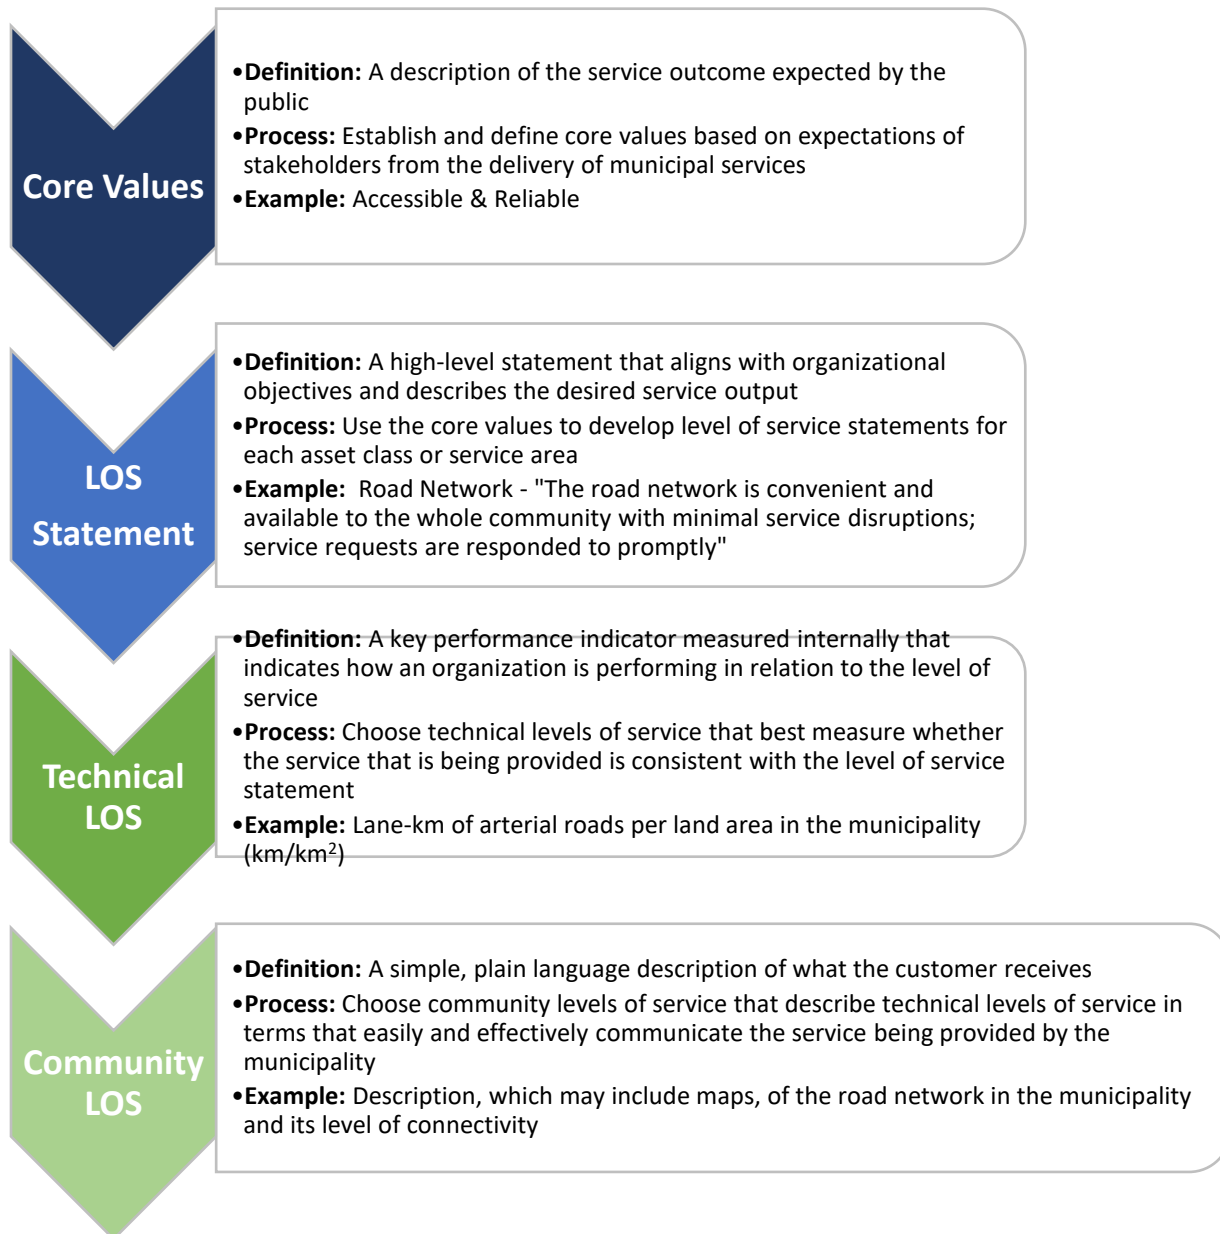 Core Values
•Definition: A description of the service outcome expected by the
public
•Process: Establish and define core values based on expectations of
stakeholders from the delivery of municipal services
•Example: Accessible & Reliable
LOS
Statement
•Definition: A high-level statement that aligns with organizational
objectives and describes the desired service output
•Process: Use the core values to develop level of service statements for
each asset class or service area
•Example:  Road Network - "The road network is convenient and
available to the whole community with minimal service disruptions;
service requests are responded to promptly"
Technical
LOS
•Definition: A key performance indicator measured internally that
indicates how an organization is performing in relation to the level of
service
•Process: Choose technical levels of service that best measure whether
the service that is being provided is consistent with the level of service
statement
•Example: Lane-km of arterial roads per land area in the municipality
(km/km²)
Community
LOS
•Definition: A simple, plain language description of what the customer receives
•Process: Choose community levels of service that describe technical levels of service in
terms that easily and effectively communicate the service being provided by the
municipality
•Example: Description, which may include maps, of the road network in the municipality
and its level of connectivity